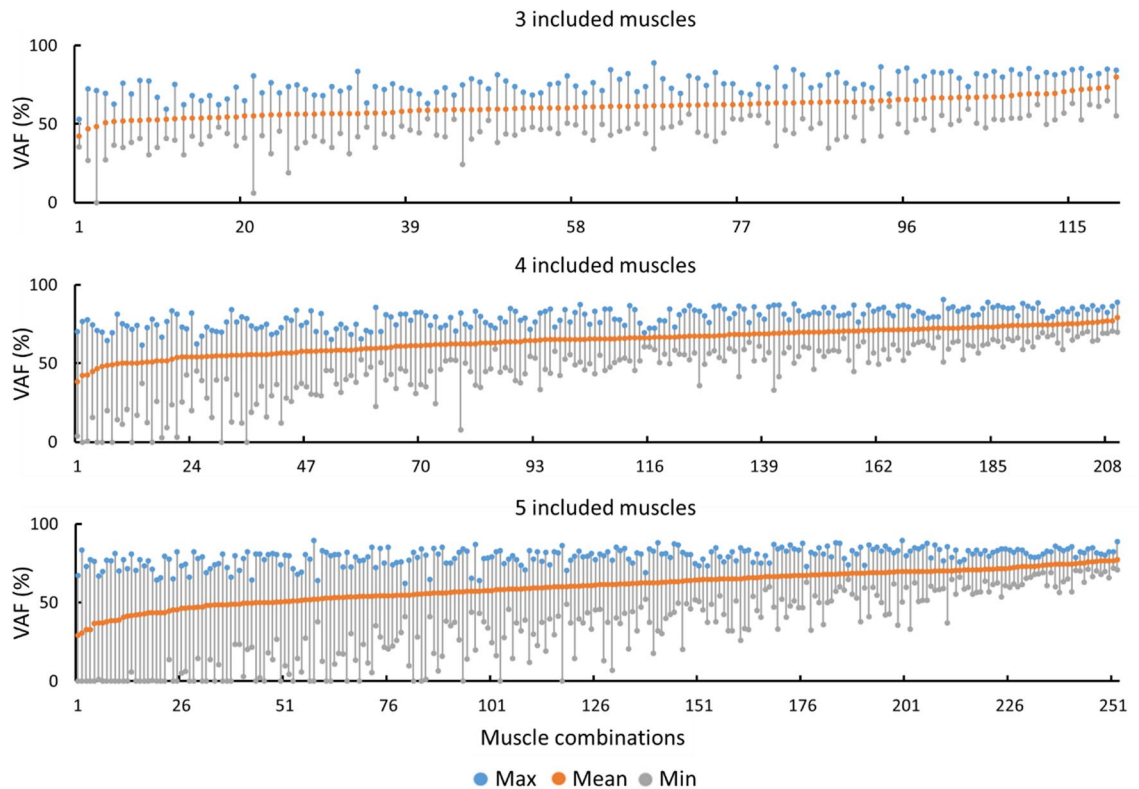 3 included muscles
100
50
0
VAF (%)
1 20 39 58 77 96 115
4 included muscles
100
50
0
VAF (%)
1 24 47 70 93 116 139 162 185 208
5 included muscles
100
50
0
VAF (%)
1 26 51 76 101 126 151 176 201 226 251
Muscle combinations
Max Mean Min